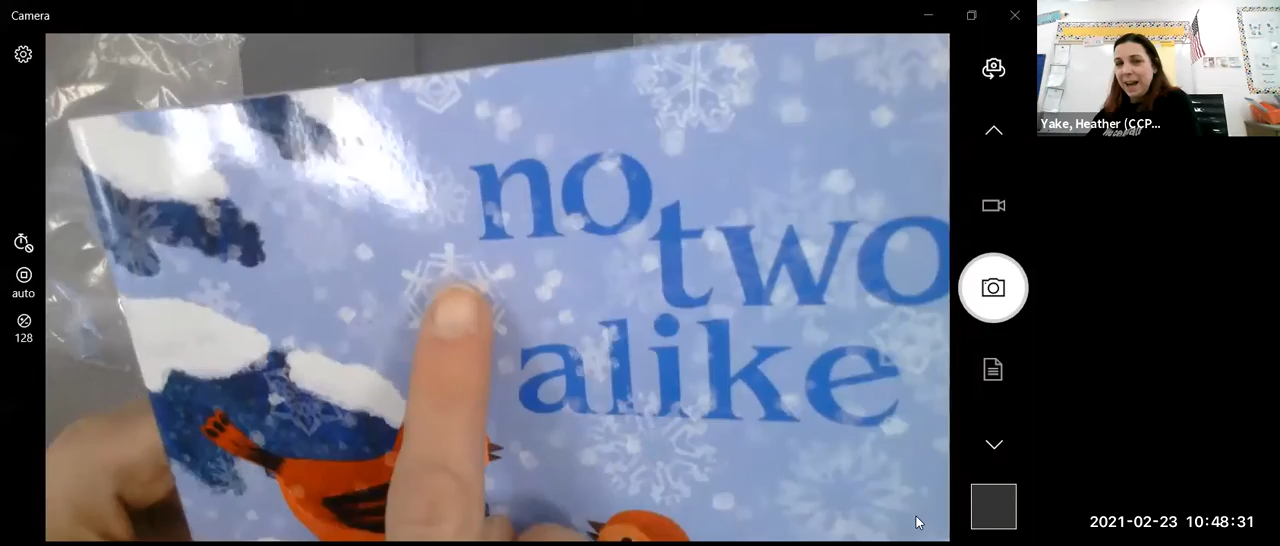 Camera
Yake, Heather (CCP...
no two
alike
auto
128
2021-02-23 10:48:31